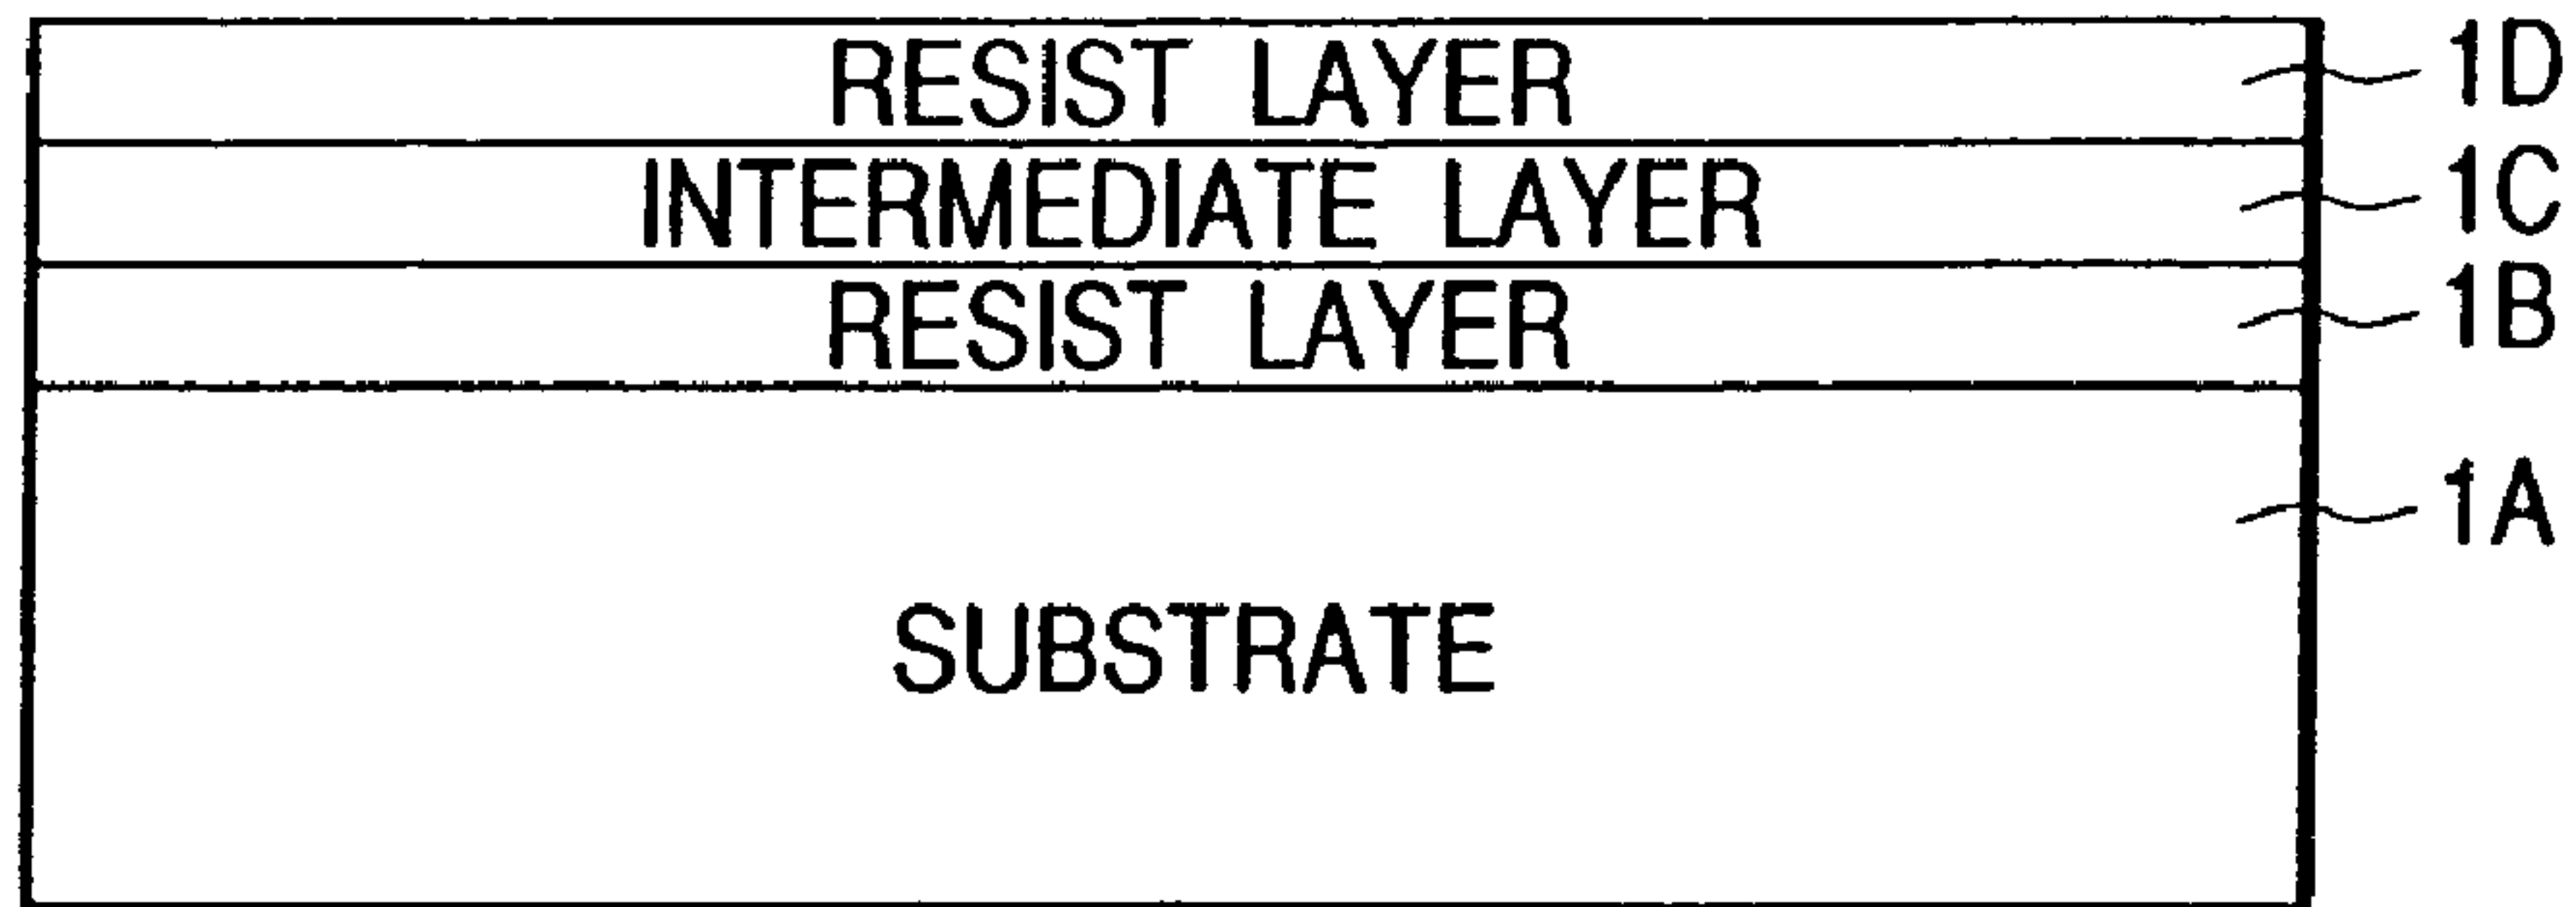 RESIST LAYER 1D
INTERMEDIATE LAYER 1C
RESIST LAYER 1B
1A
SUBSTRATE